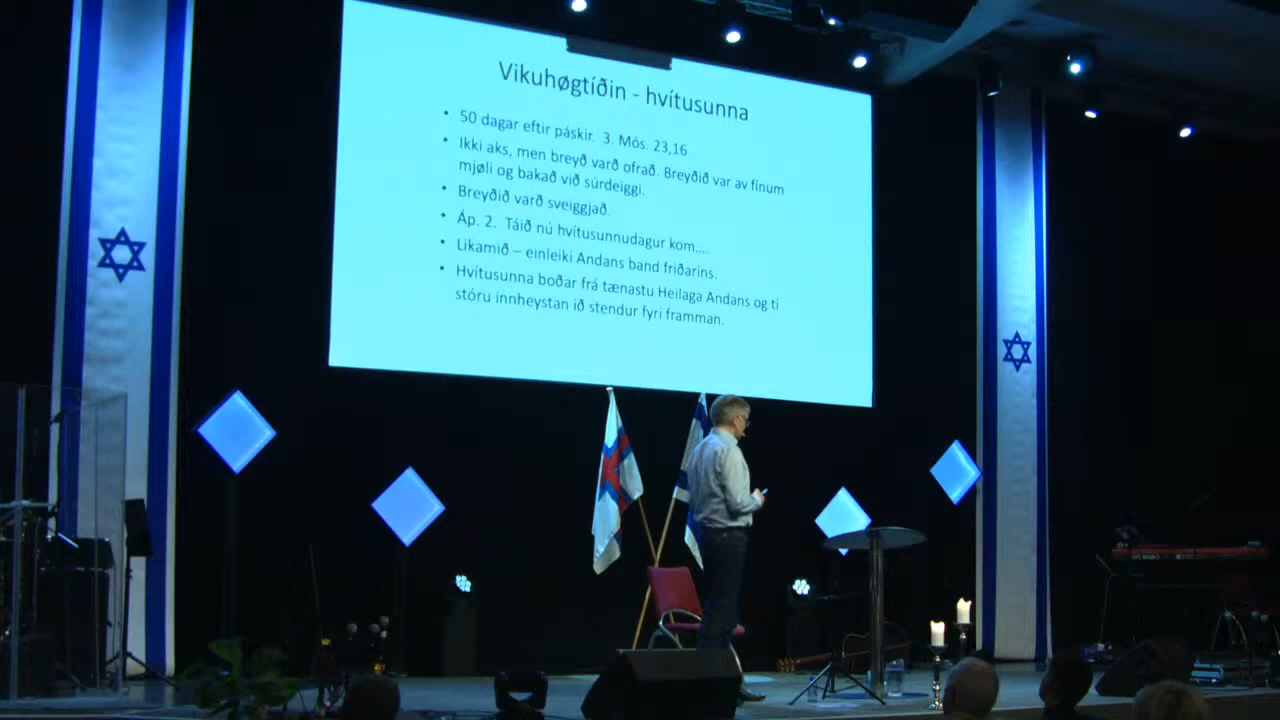 Vikuhøgtíðin - hvítusunna
• 50 dagar eftir páskir. 3. Mós. 23,16
• Ikki aks, men breyð varð ofrað. Breyðið var av fínum
mjøli og bakað við súrdeiggi.
• Breyðið varð sveiggjað.
• Áp. 2. Táið nú hvítusunnudagur kom....
• Likamið – einleiki Andans band friðarins.
• Hvítusunna boðar frá tænastu Heilaga Andans og tí
stóru innheystan ið stendur fyri framman.